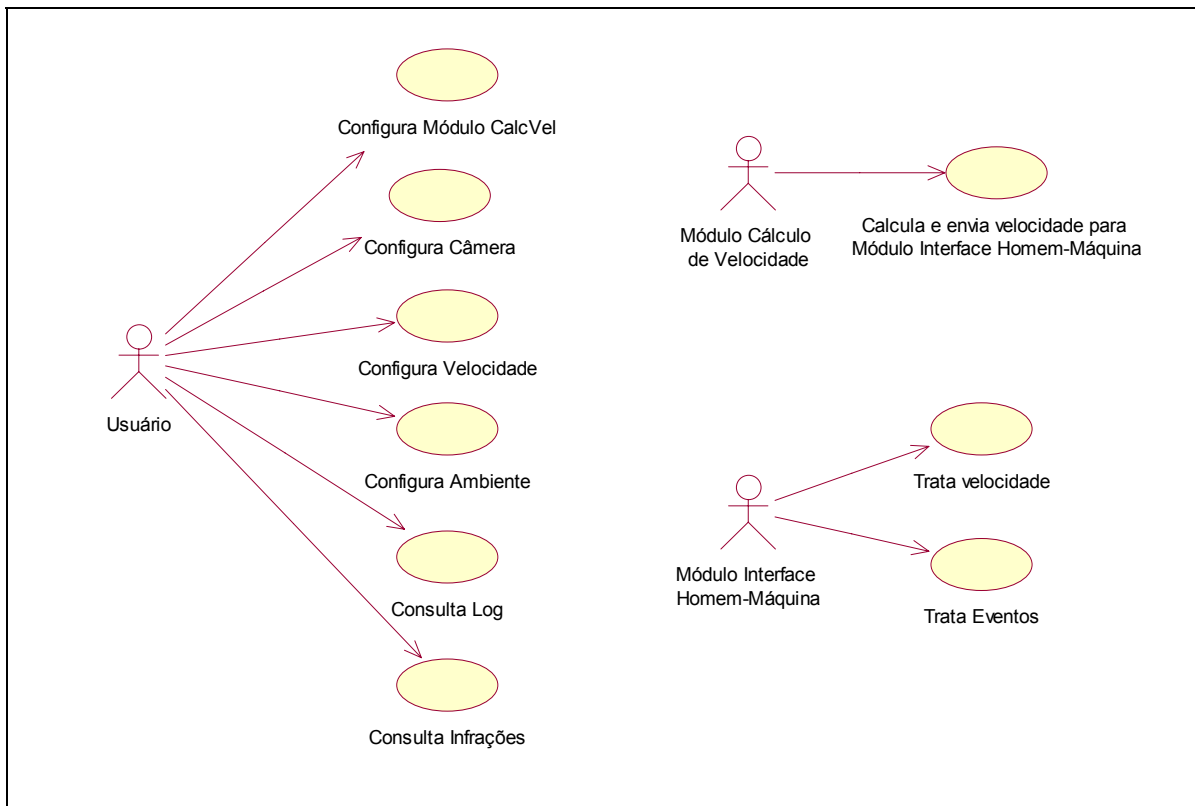 Configura Módulo CalcVel
Configura Câmera
Configura Velocidade
Usuário
Configura Ambiente
Consulta Log
Consulta Infrações
Módulo Cálculo
de Velocidade
Calcula e envia velocidade para
Módulo Interface Homem-Máquina
Trata velocidade
Módulo Interface
Homem-Máquina
Trata Eventos